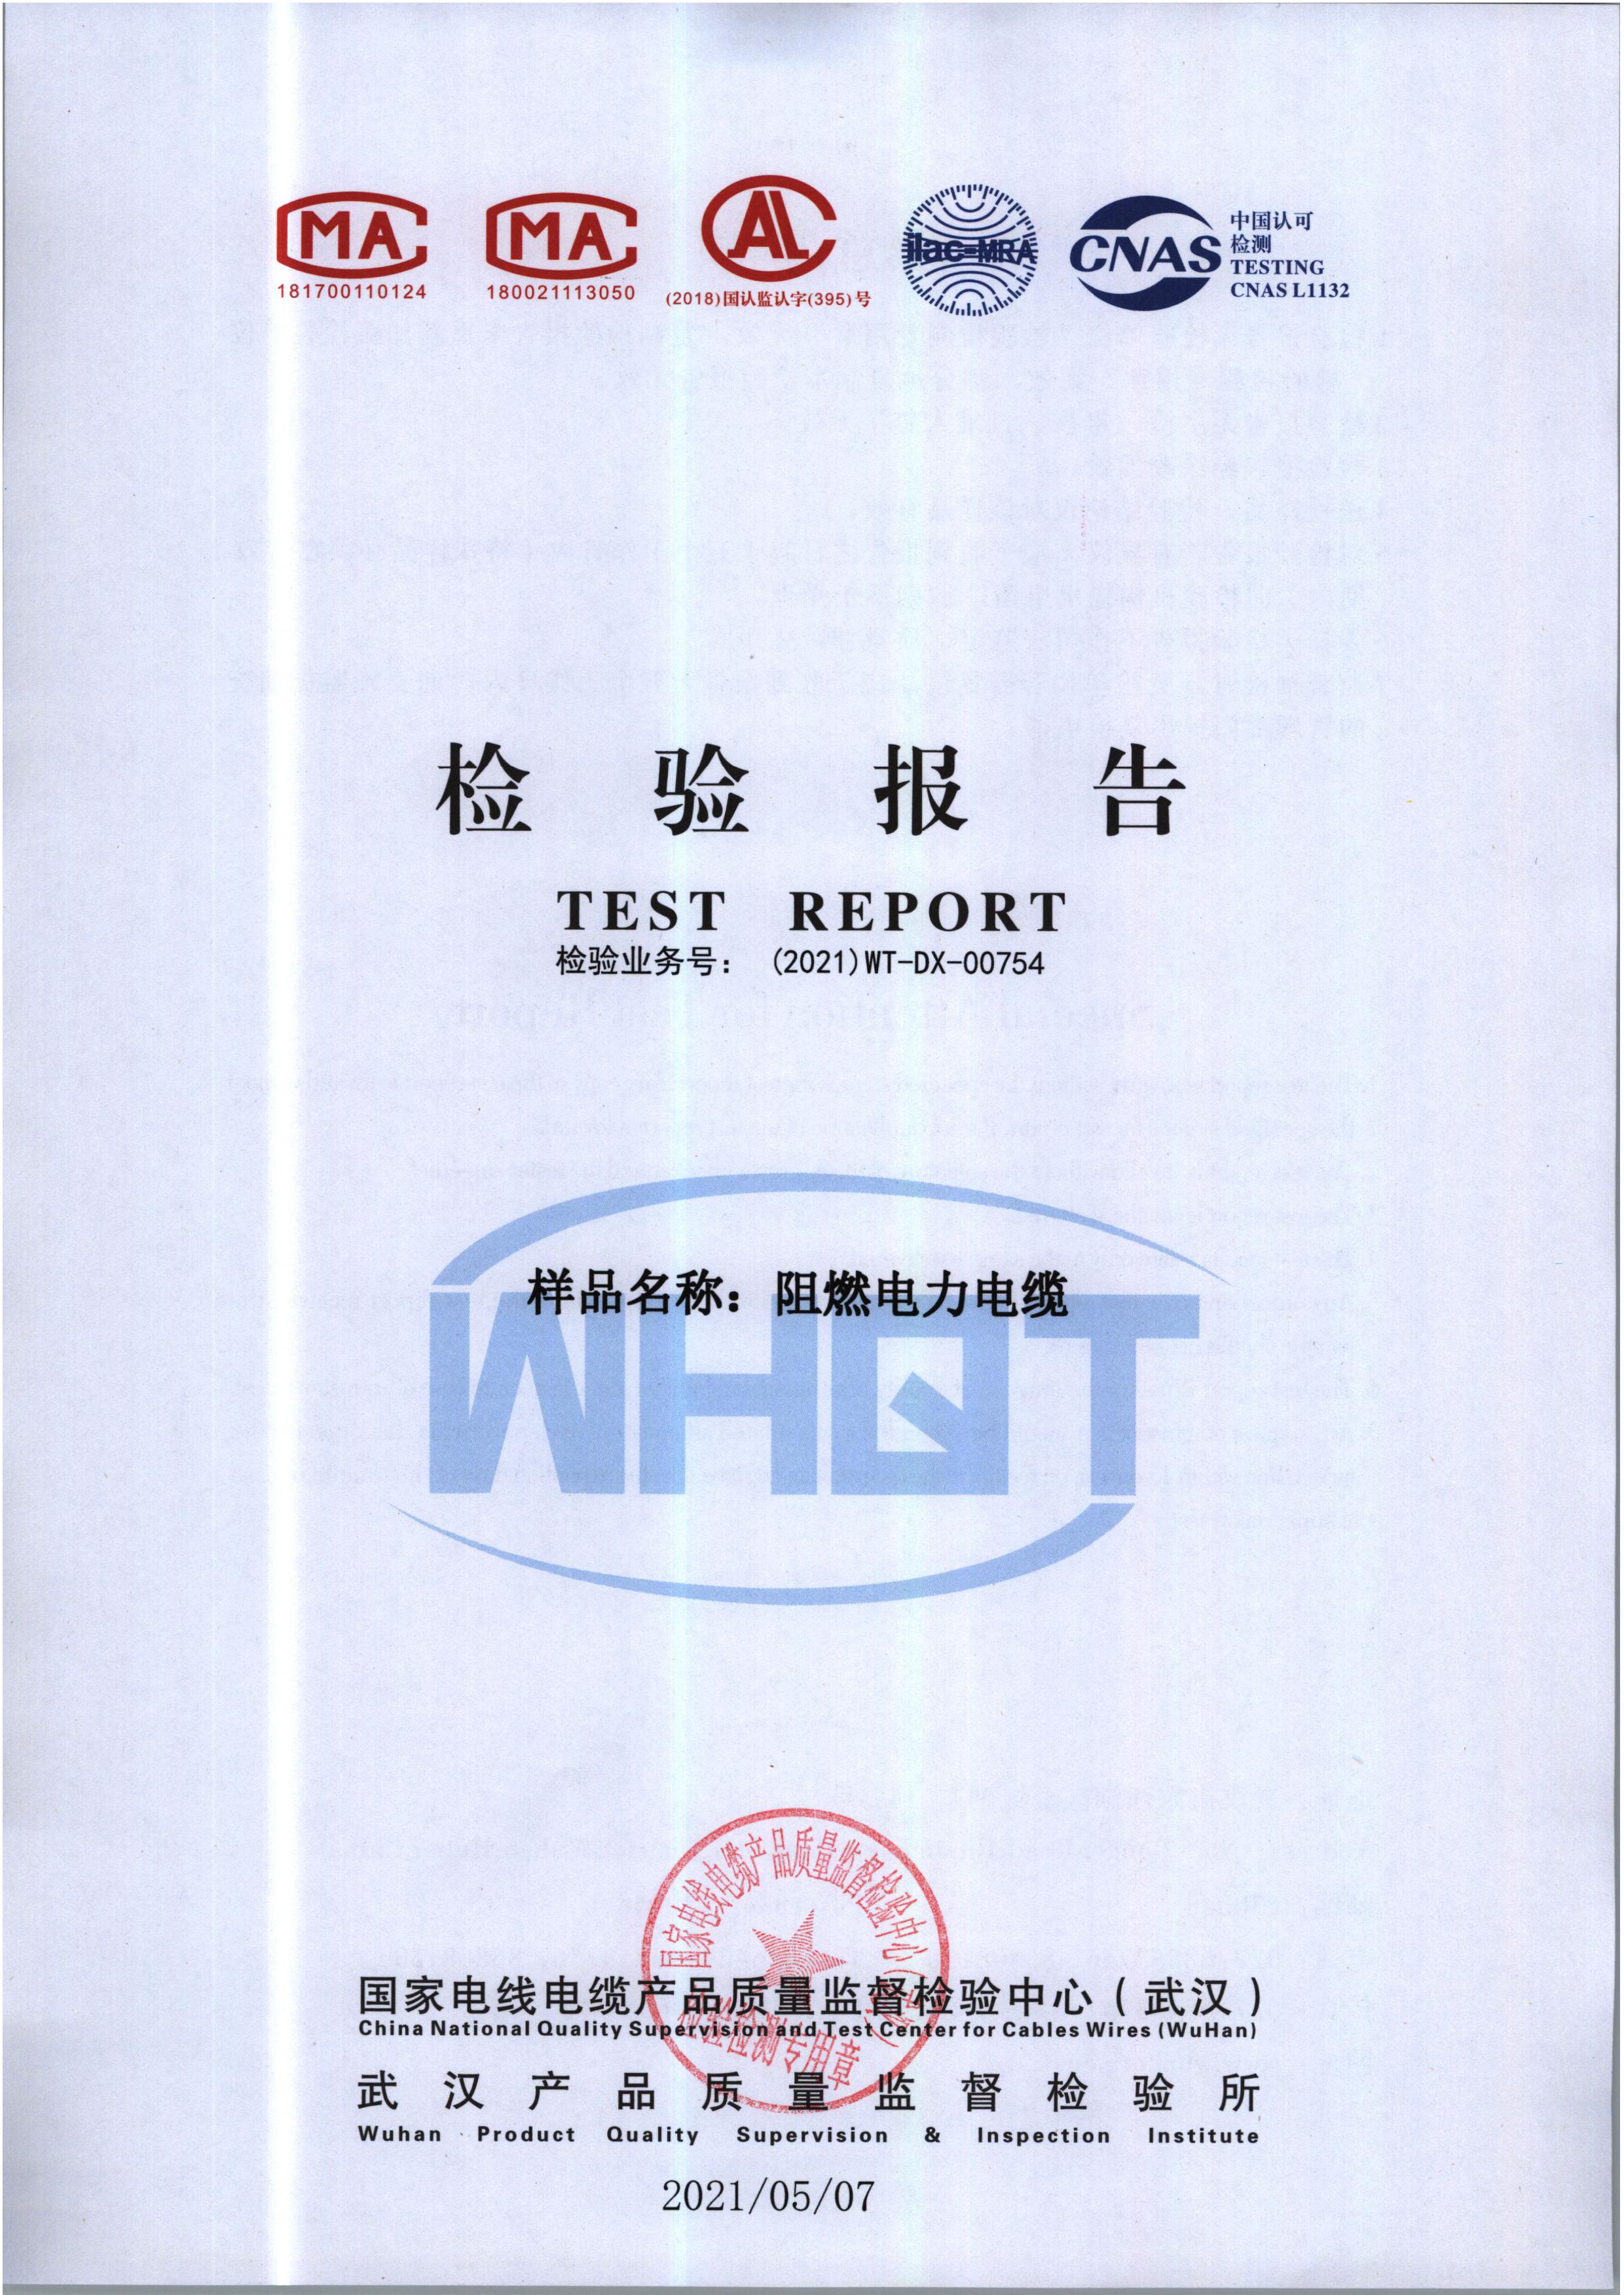 MA MA AL ilac-MRA CNAS
中国认可
检测
TESTING
CNAS L1132
181700110124
180021113050
(2018)国认监认字(395)号
检验报告
TEST REPORT
检验业务号： (2021)WT-DX-00754
样品名称：阻燃电力电缆
WHQT
国家电线电缆产品质量监督检验中心（武汉）
检验检测专用章
国家电线电缆产品质量监督检验中心（武汉）
China National Quality Supervision and Test Center for Cables Wires (WuHan)
武汉产品质量监督检验所
Wuhan Product Quality Supervision & Inspection Institute
2021/05/07